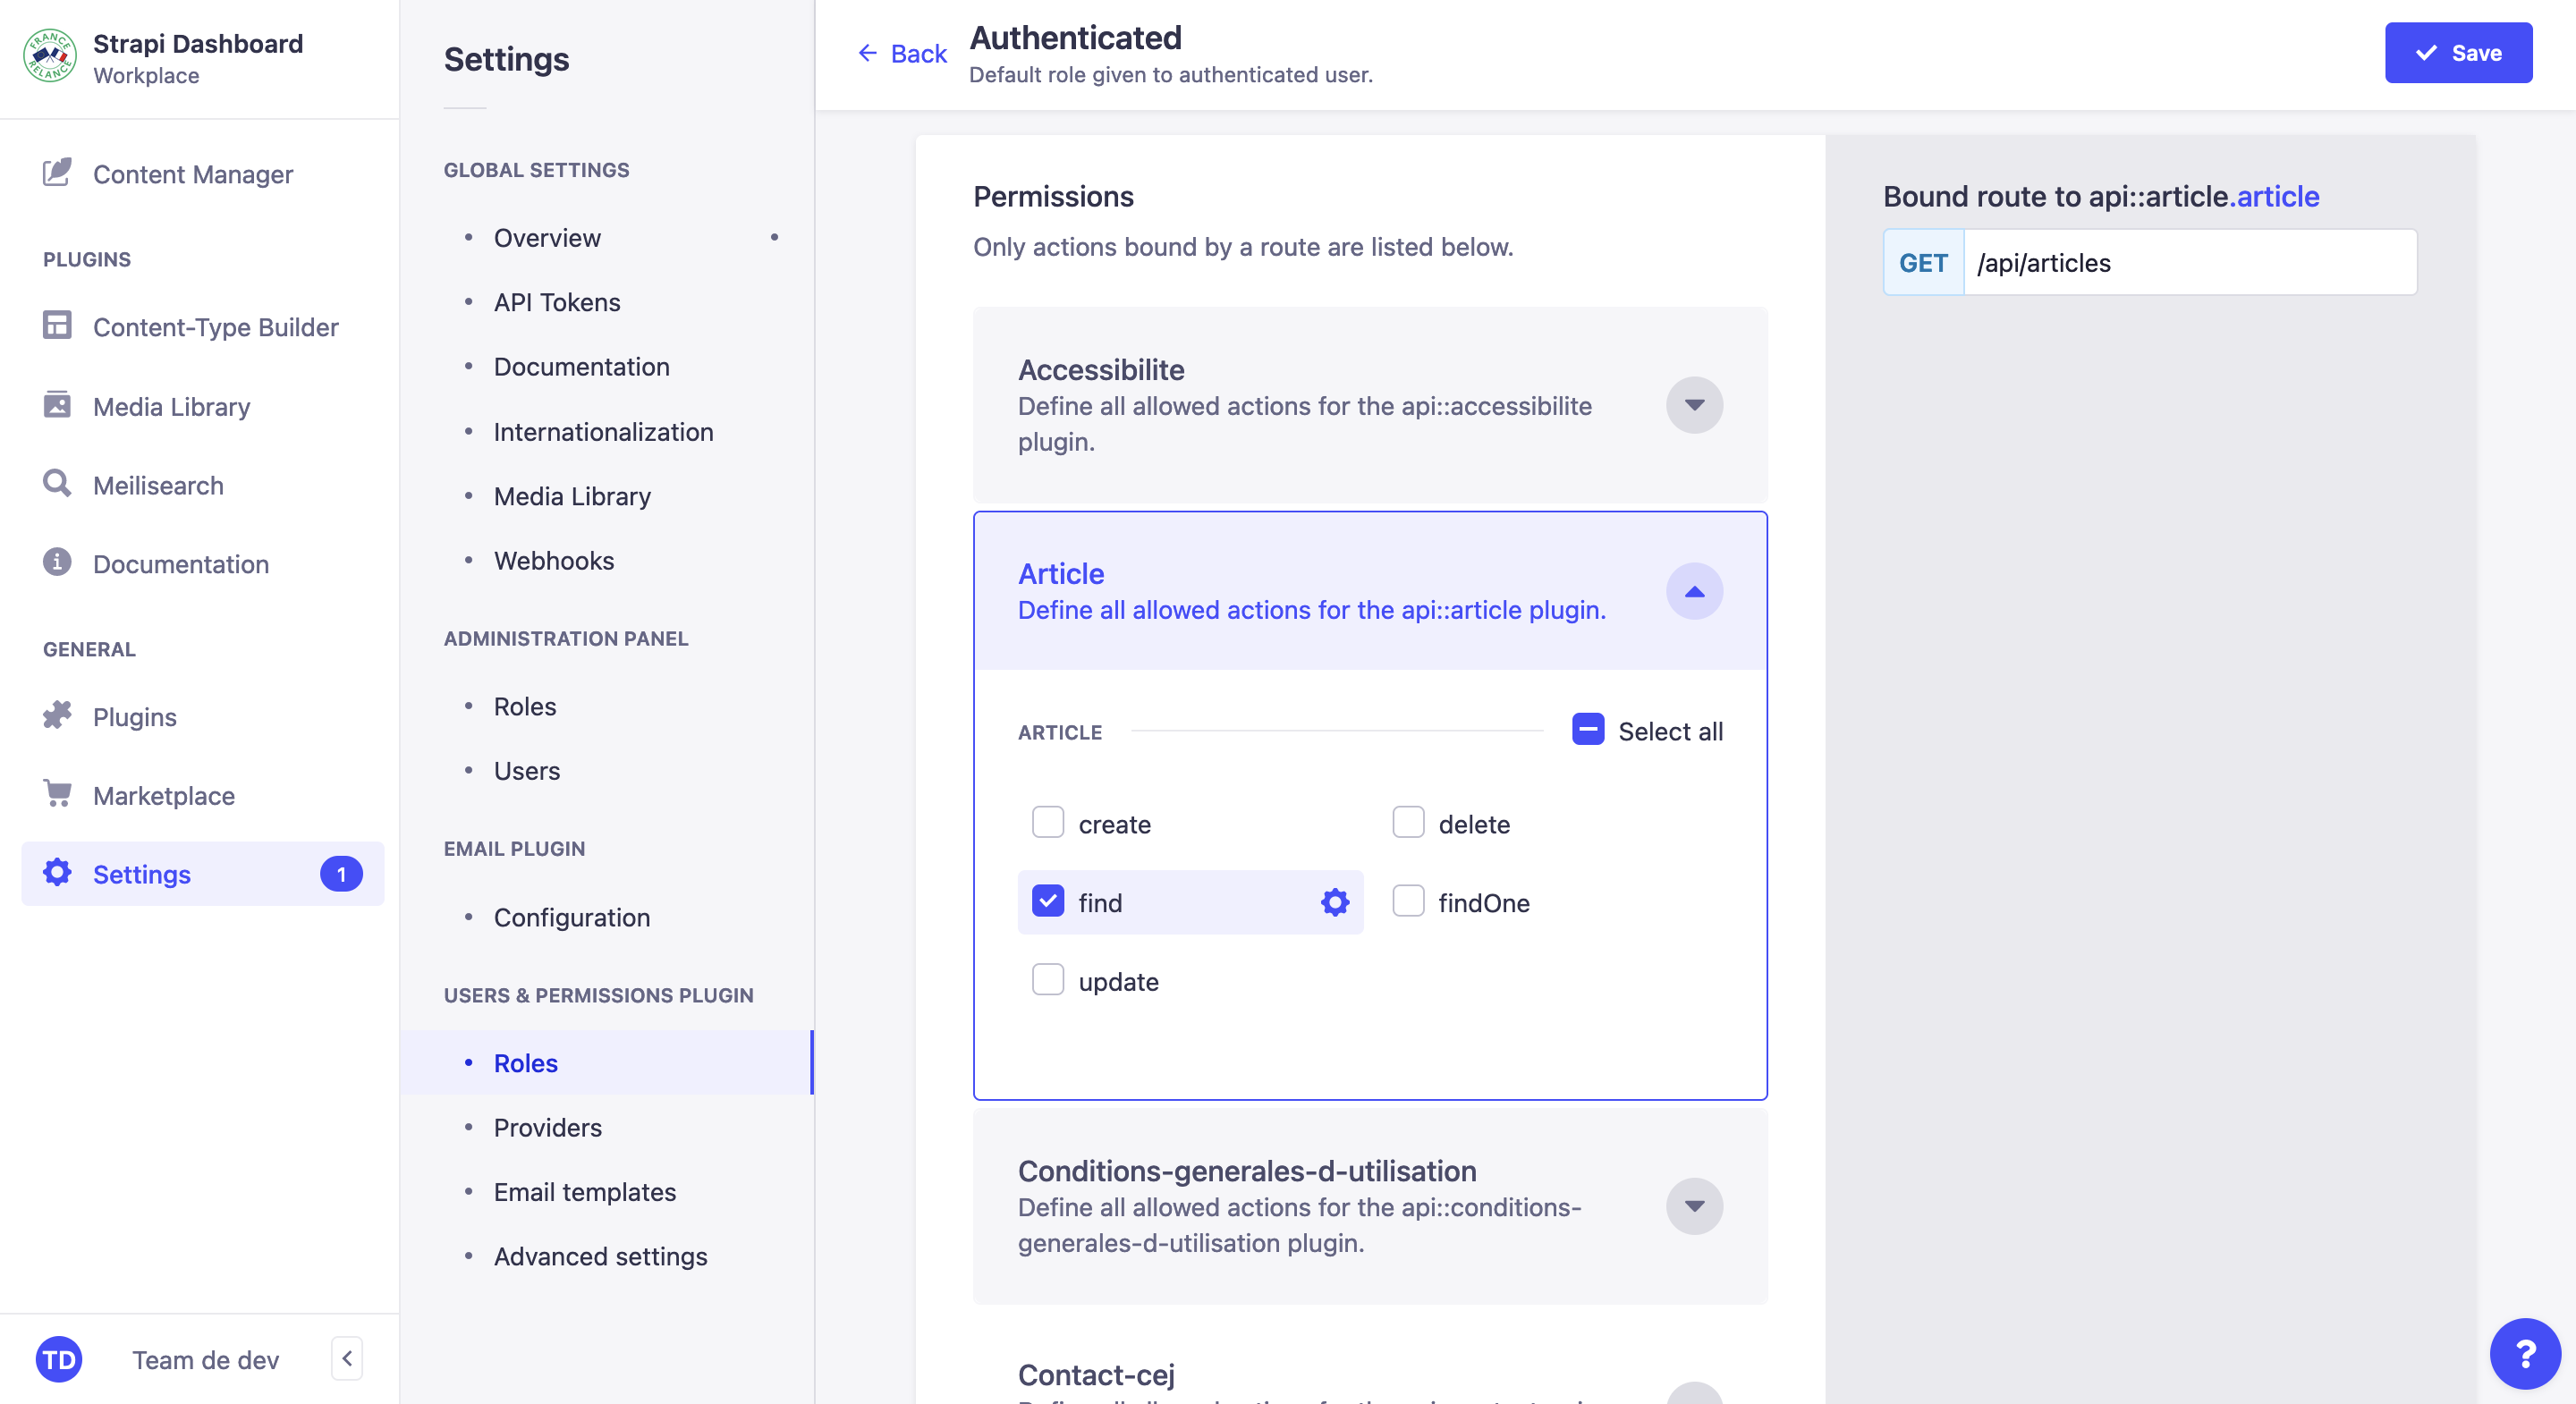 FRANCE
RELANCE
Strapi Dashboard
Workplace
Content Manager
PLUGINS
Content-Type Builder
Media Library
Meilisearch
Documentation
GENERAL
Plugins
Marketplace
Settings
1
TD
Team de dev
Settings
GLOBAL SETTINGS
Overview
API Tokens
Documentation
Internationalization
Media Library
Webhooks
ADMINISTRATION PANEL
Roles
Users
EMAIL PLUGIN
Configuration
USERS & PERMISSIONS PLUGIN
Roles
Providers
Email templates
Advanced settings
Back
Authenticated
Default role given to authenticated user.
Save
Permissions
Only actions bound by a route are listed below.
Accessibilite
Define all allowed actions for the api::accessibilite
plugin.
Article
Define all allowed actions for the api::article plugin.
ARTICLE
Select all
create
delete
find
findOne
update
Conditions-generales-d-utilisation
Define all allowed actions for the api::conditions-
generales-d-utilisation plugin.
Contact-cej
Bound route to api::article.article
GET /api/articles
?